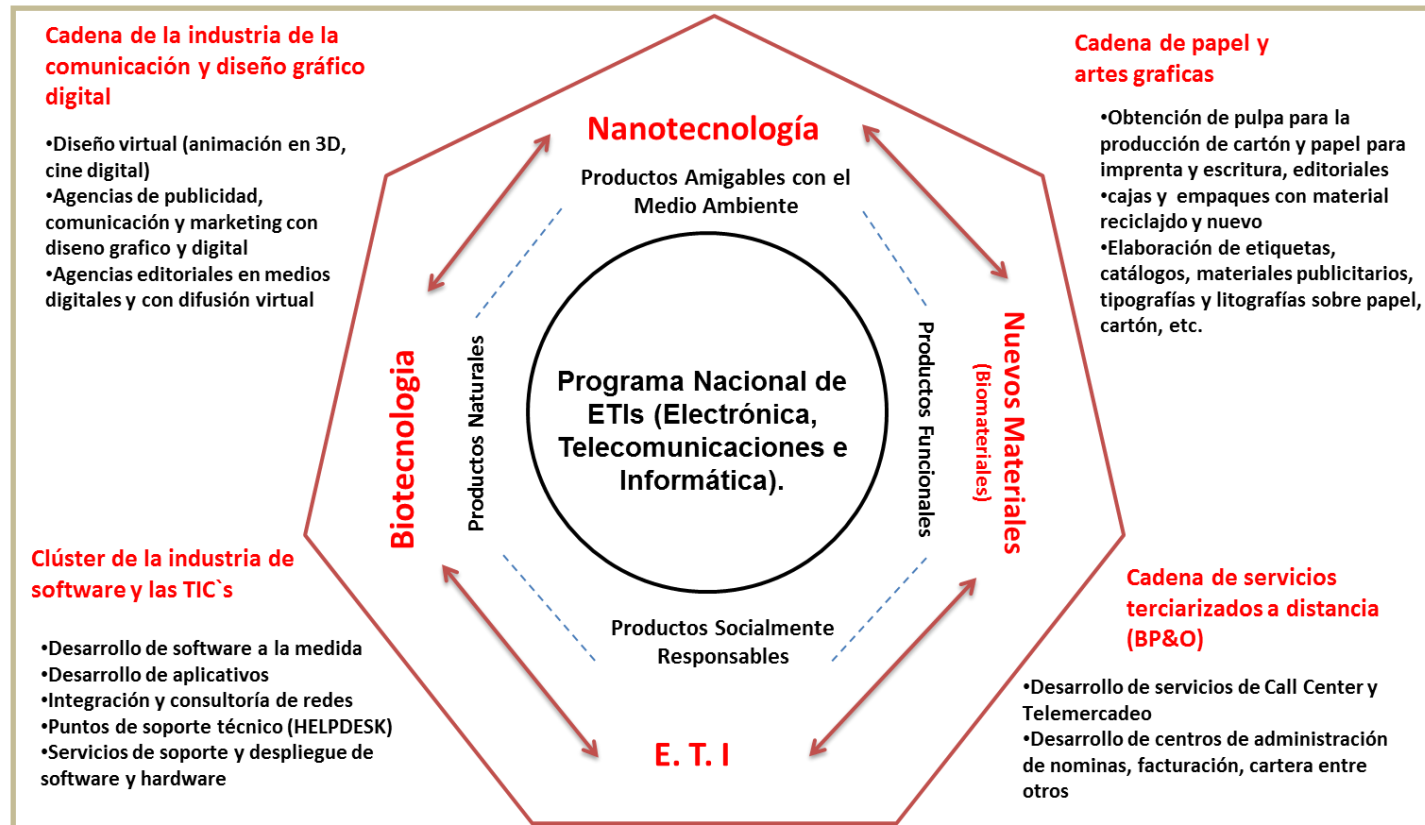 Cadena de la industria de la
comunicación y diseño gráfico
digital
•Diseño virtual (animación en 3D,
cine digital)
•Agencias de publicidad,
comunicación y marketing con
diseno grafico y digital
•Agencias editoriales en medios
digitales y con difusión virtual
Cadena de papel y
artes graficas
•Obtención de pulpa para la
producción de cartón y papel para
imprenta y escritura, editoriales
•cajas y empaques con material
reciclajdo y nuevo
•Elaboración de etiquetas,
catálogos, materiales publicitarios,
tipografías y litografías sobre papel,
cartón, etc.
Nanotecnología
Productos Amigables con el
Medio Ambiente
Biotecnologia
Productos Naturales
Programa Nacional de
ETIs (Electrónica,
Telecomunicaciones e
Informática).
Productos Funcionales
Nuevos Materiales
(Biomateriales)
Productos Socialmente
Responsables
E. T. I
Clúster de la industria de
software y las TIC`s
•Desarrollo de software a la medida
•Desarrollo de aplicativos
•Integración y consultoría de redes
•Puntos de soporte técnico (HELPDESK)
•Servicios de soporte y despliegue de
software y hardware
Cadena de servicios
terciarizados a distancia
(BP&O)
•Desarrollo de servicios de Call Center y
Telemercadeo
•Desarrollo de centros de administración
de nominas, facturación, cartera entre
otros